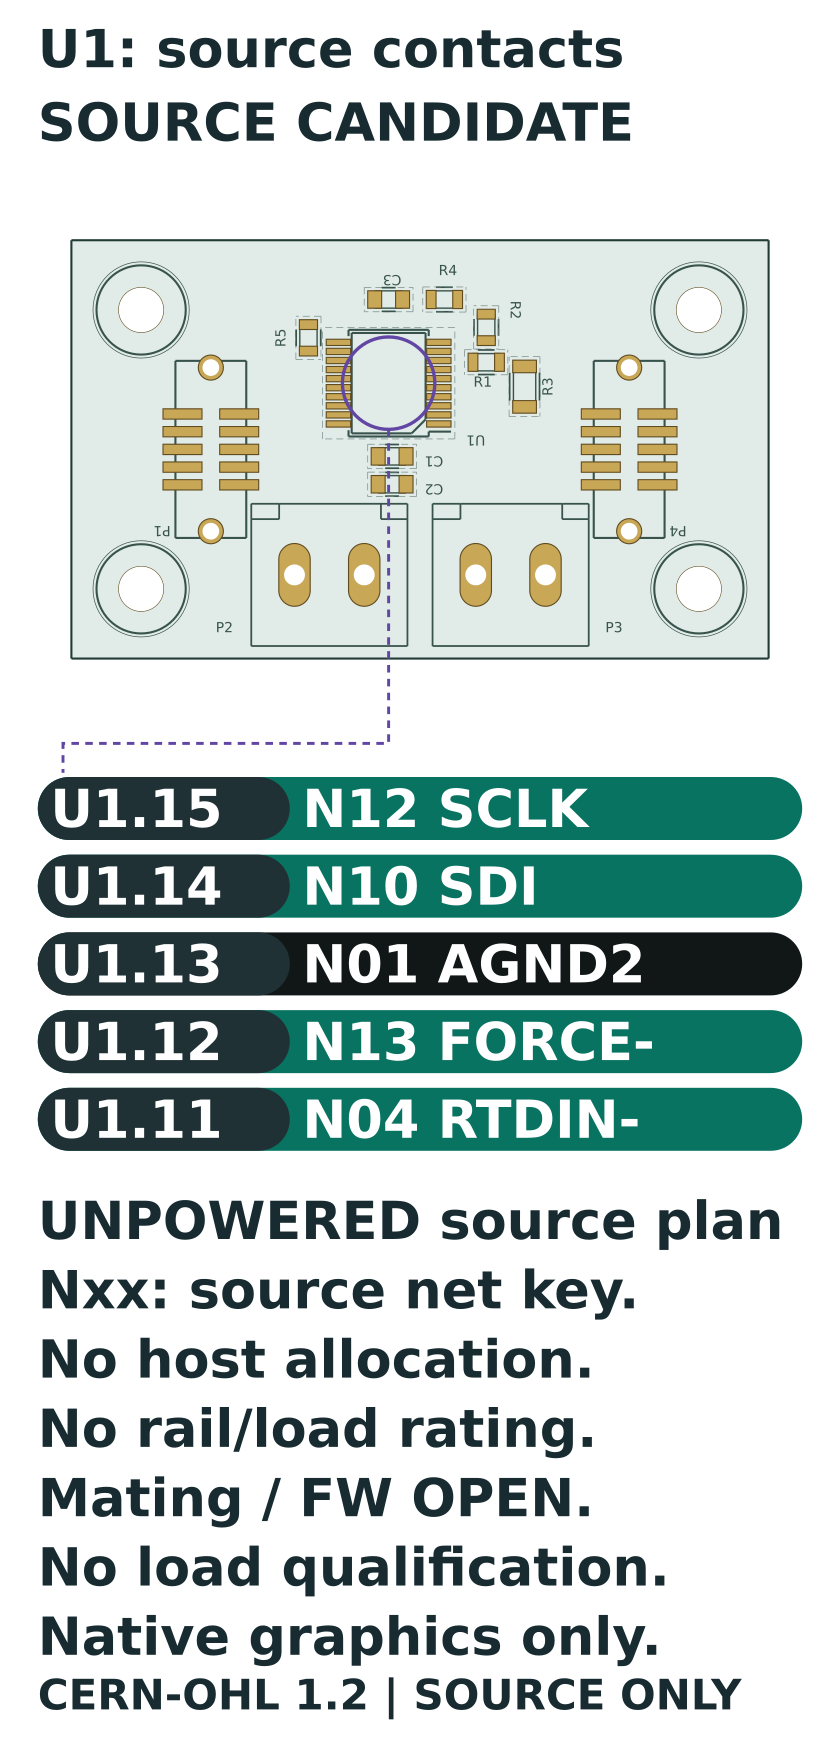 U1: source contacts
SOURCE CANDIDATE
R4
C3
R2
R5
R1
R3
U1
C1
C2
P1
P4
P2
P3
U1.15 N12 SCLK
U1.14 N10 SDI
U1.13 N01 AGND2
U1.12 N13 FORCE-
U1.11 N04 RTDIN-
UNPOWERED source plan
Nxx: source net key.
No host allocation.
No rail/load rating.
Mating / FW OPEN.
No load qualification.
Native graphics only.
CERN-OHL 1.2 | SOURCE ONLY